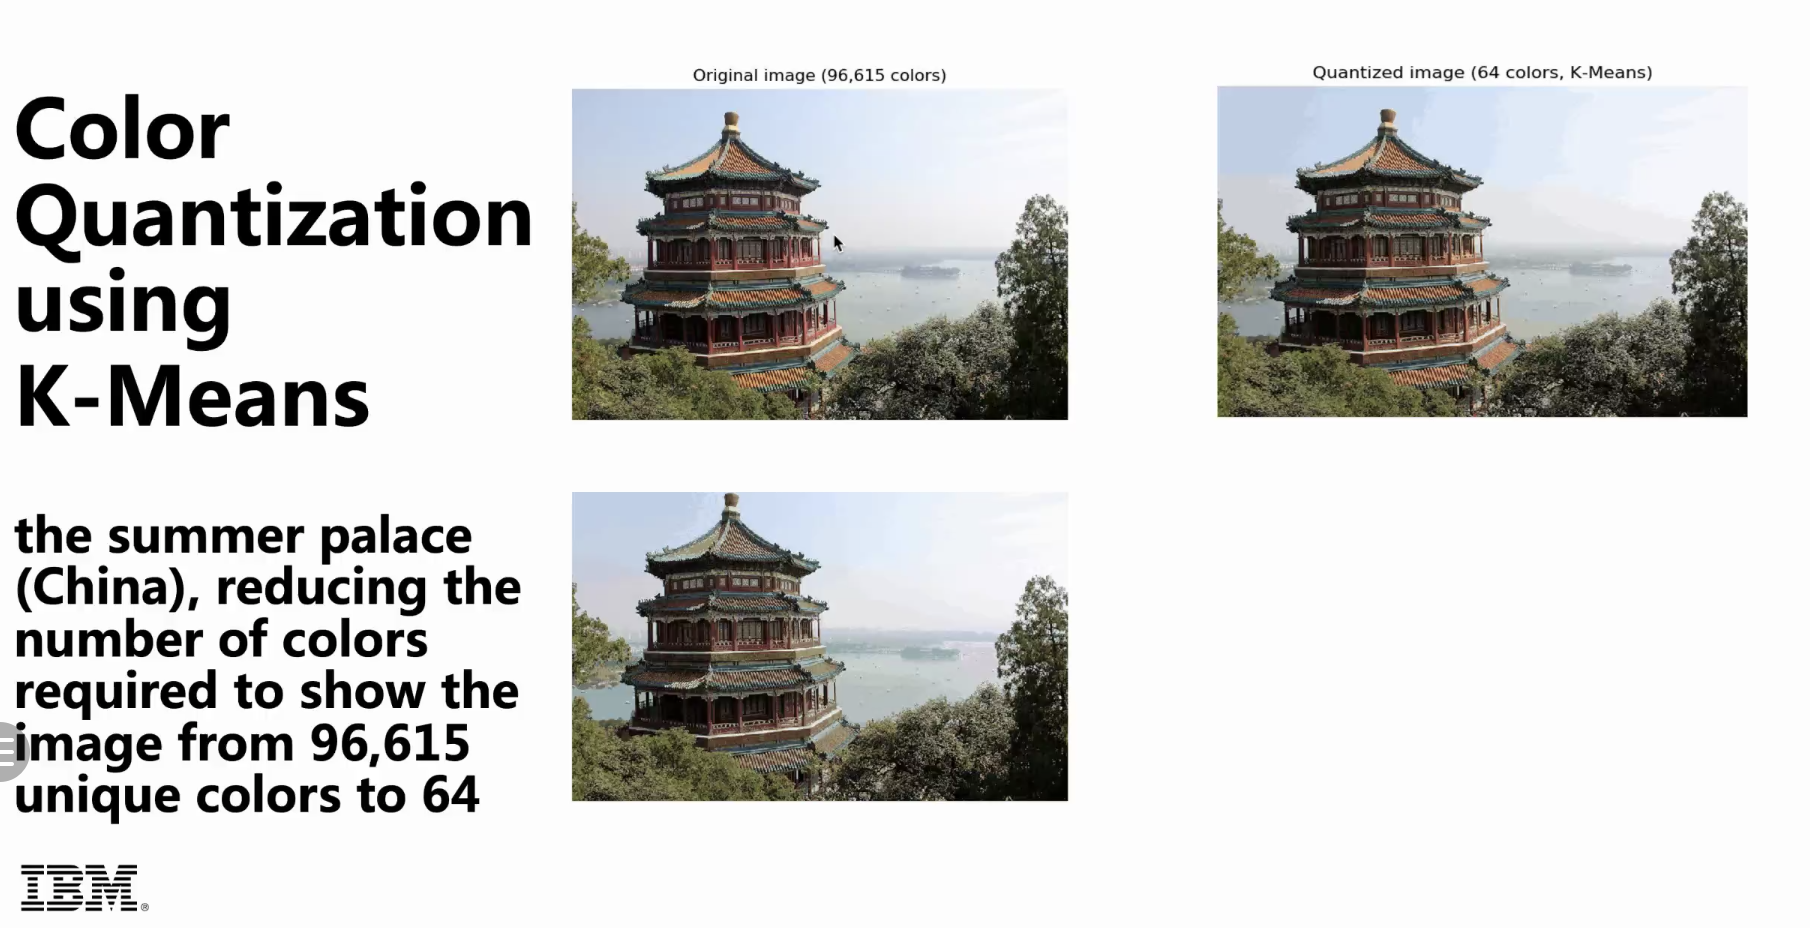 Color
Quantization
using
K-Means
the summer palace
(China), reducing the
number of colors
required to show the
image from 96,615
unique colors to 64
IBM®
Original image (96,615 colors)
Quantized image (64 colors, K-Means)